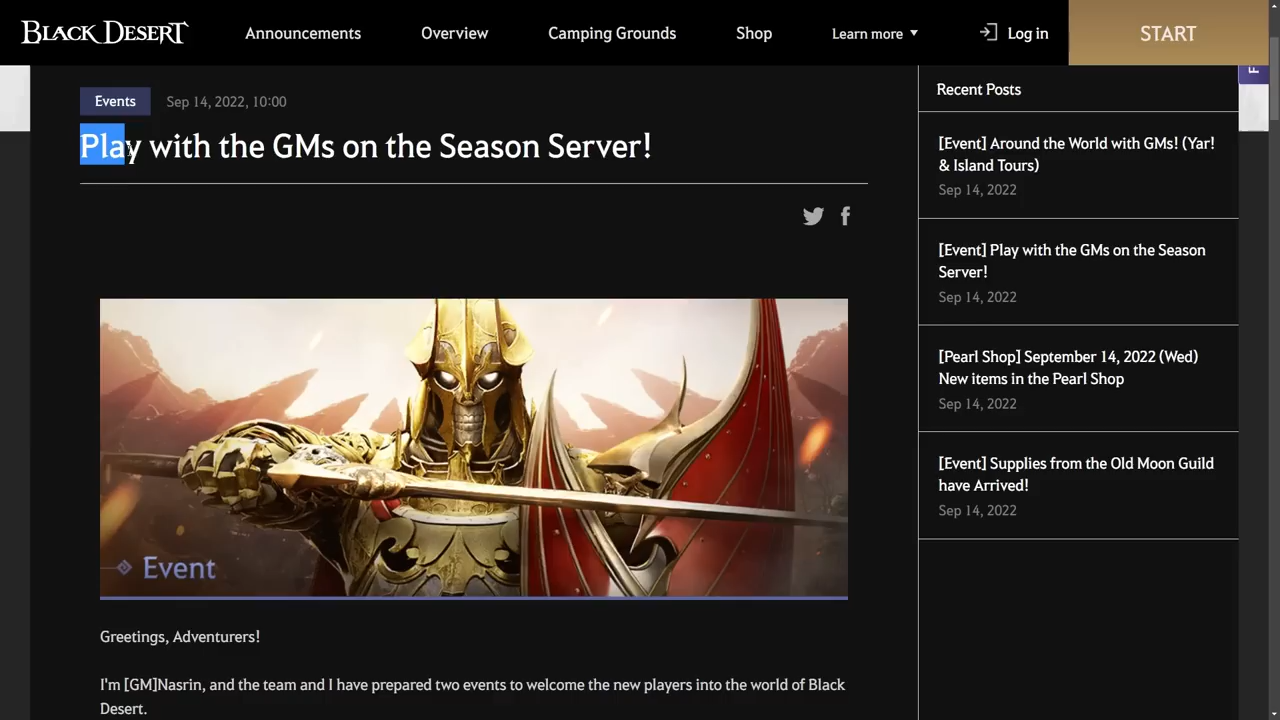 BLACK DESERT
Announcements
Overview
Camping Grounds
Shop
Learn more
Log in
START
Events
Sep 14, 2022, 10:00
Play with the GMs on the Season Server!
Event
Greetings, Adventurers!
I'm [GM]Nasrin, and the team and I have prepared two events to welcome the new players into the world of Black
Desert.
Recent Posts
[Event] Around the World with GMs! (Yar!
& Island Tours)
Sep 14, 2022
[Event] Play with the GMs on the Season
Server!
Sep 14, 2022
[Pearl Shop] September 14, 2022 (Wed)
New items in the Pearl Shop
Sep 14, 2022
[Event] Supplies from the Old Moon Guild
have Arrived!
Sep 14, 2022